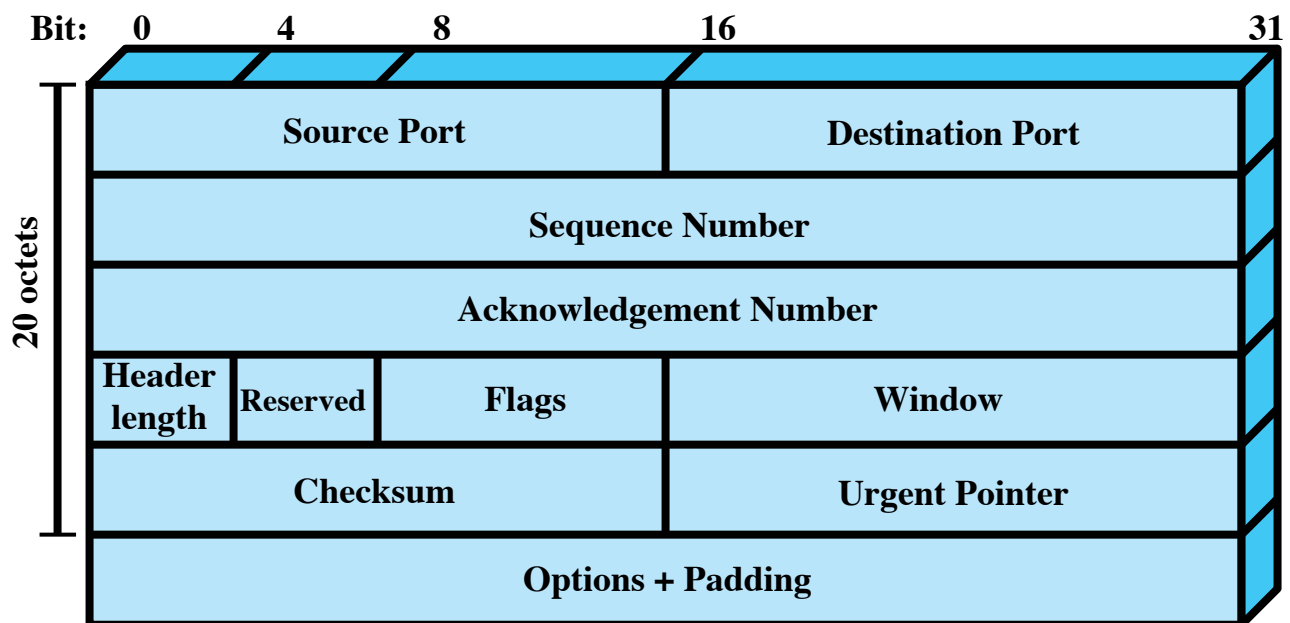 Bit: 0 4 8 16 31
Source Port
Destination Port
Sequence Number
Acknowledgement Number
Header
length
Reserved
Flags
Window
Checksum
Urgent Pointer
Options + Padding
20 octets